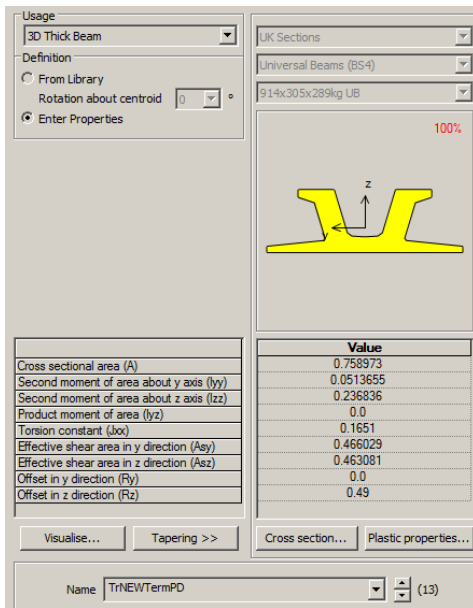 Usage
3D Thick Beam
Definition
From Library
Rotation about centroid 0 °
Enter Properties
UK Sections
Universal Beams (BS4)
914x305x289kg UB
100%
z
y
Value
Cross sectional area (A) 0.758973
Second moment of area about y axis (Iyy) 0.0513655
Second moment of area about z axis (Izz) 0.236836
Product moment of area (Iyz) 0.0
Torsion constant (Jxx) 0.1651
Effective shear area in y direction (Asy) 0.466029
Effective shear area in z direction (Asz) 0.463081
Offset in y direction (Ry) 0.0
Offset in z direction (Rz) 0.49
Visualise... Tapering >> Cross section... Plastic properties...
Name TrNEWTermPD (13)